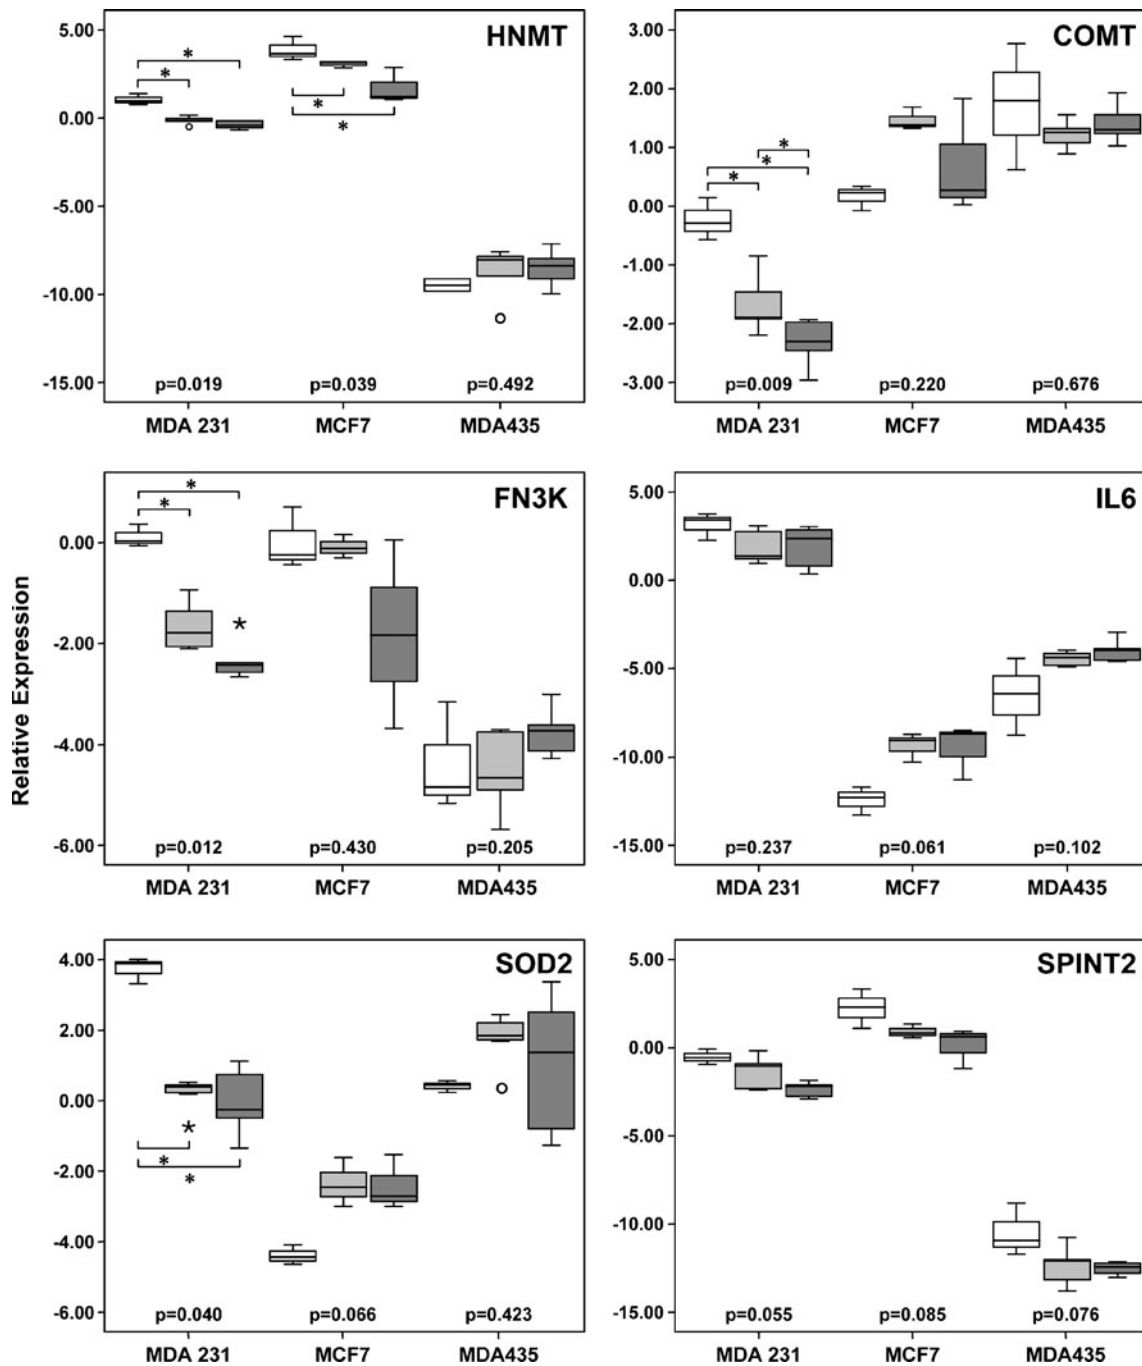 HNMT
5.00
0.00
-5.00
-10.00
-15.00
* * * *
p=0.019 p=0.039 p=0.492
MDA 231 MCF7 MDA435
COMT
3.00
2.00
1.00
0.00
-1.00
-2.00
-3.00
* * *
p=0.009 p=0.220 p=0.676
MDA 231 MCF7 MDA435
Relative Expression
FN3K
0.00
-2.00
-4.00
-6.00
* * *
p=0.012 p=0.430 p=0.205
MDA 231 MCF7 MDA435
IL6
5.00
0.00
-5.00
-10.00
-15.00
p=0.237 p=0.061 p=0.102
MDA 231 MCF7 MDA435
SOD2
4.00
2.00
0.00
-2.00
-4.00
-6.00
* * *
p=0.040 p=0.066 p=0.423
MDA 231 MCF7 MDA435
SPINT2
5.00
0.00
-5.00
-10.00
-15.00
p=0.055 p=0.085 p=0.076
MDA 231 MCF7 MDA435